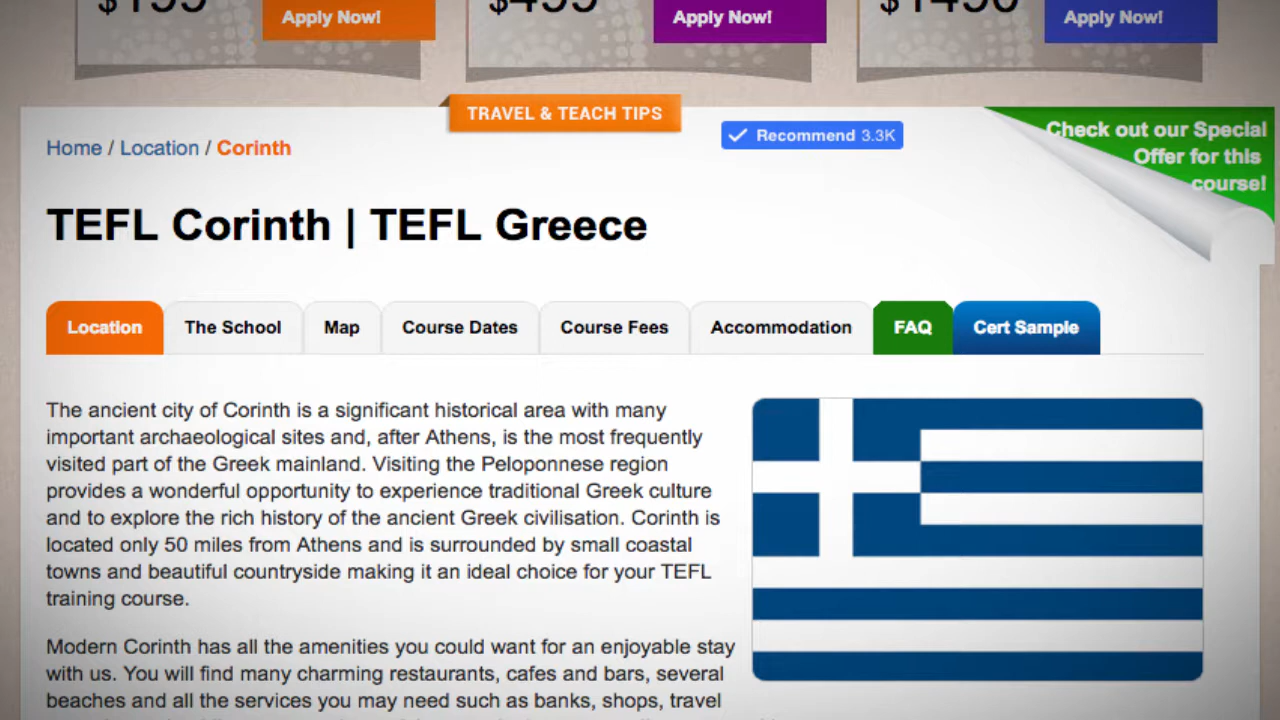 Apply Now!
Apply Now!
Apply Now!
TRAVEL & TEACH TIPS
Check out our Special
Offer for this
course!
Home / Location / Corinth
Recommend 3.3K
TEFL Corinth | TEFL Greece
Location The School Map Course Dates Course Fees Accommodation FAQ Cert Sample
The ancient city of Corinth is a significant historical area with many
important archaeological sites and, after Athens, is the most frequently
visited part of the Greek mainland. Visiting the Peloponnese region
provides a wonderful opportunity to experience traditional Greek culture
and to explore the rich history of the ancient Greek civilisation. Corinth is
located only 50 miles from Athens and is surrounded by small coastal
towns and beautiful countryside making it an ideal choice for your TEFL
training course.
Modern Corinth has all the amenities you could want for an enjoyable stay
with us. You will find many charming restaurants, cafes and bars, several
beaches and all the services you may need such as banks, shops, travel